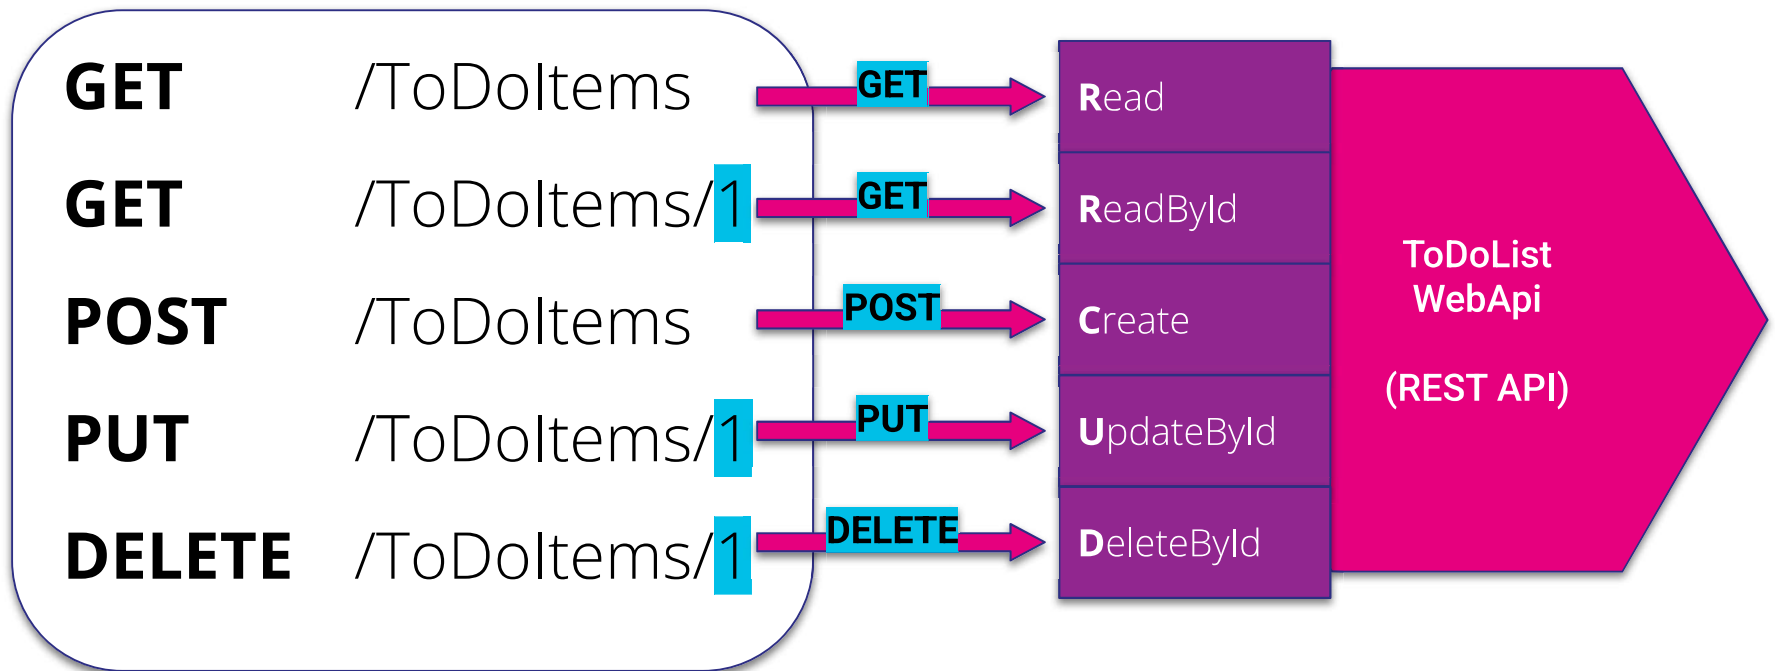 GET /ToDoItems
GET /ToDoItems/1
POST /ToDoItems
PUT /ToDoItems/1
DELETE /ToDoItems/1
GET
GET
POST
PUT
DELETE
Read
ReadById
Create
UpdateById
DeleteById
ToDoList
WebApi
(REST API)